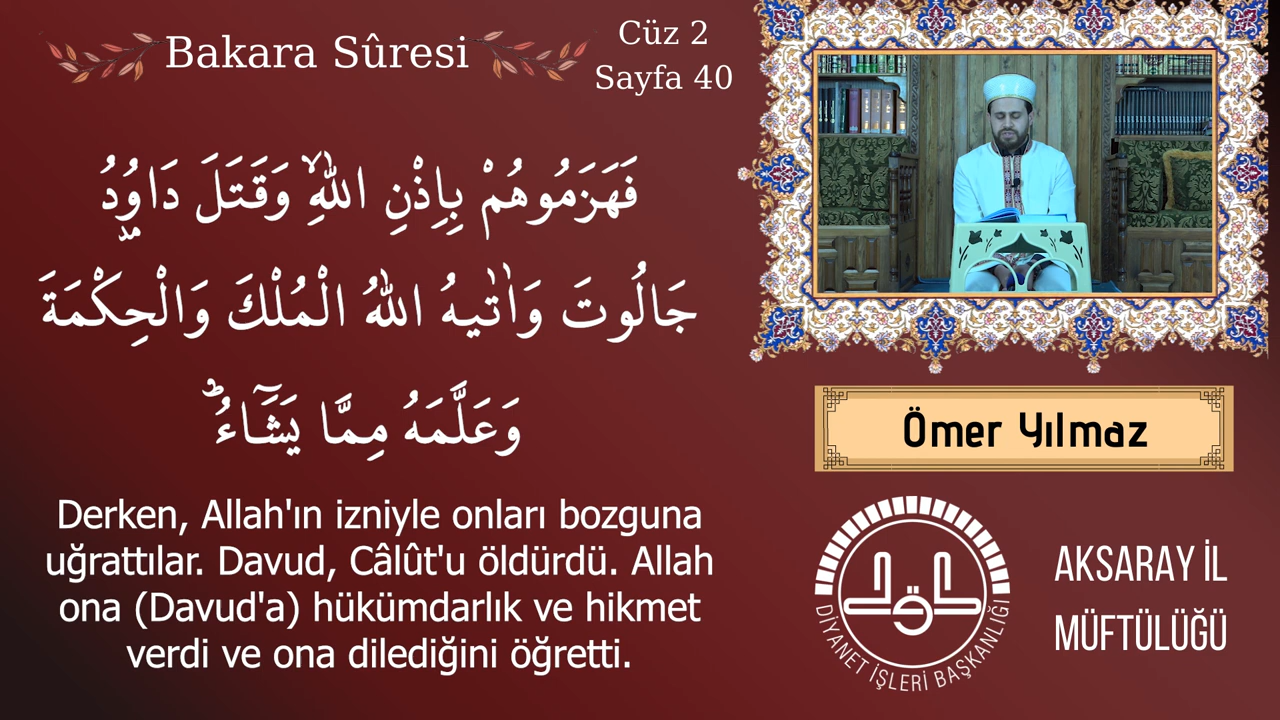 Bakara Sûresi
Cüz 2
Sayfa 40
فَهَزَمُوهُمْ بِاِذْنِ اللّٰهِۙ وَقَتَلَ دَاوُ۫دُ
جَالُوتَ وَاٰتٰيهُ اللّٰهُ الْمُلْكَ وَالْحِكْمَةَ
وَعَلَّمَهُ مِمَّا يَشَٓاءُۜ
Derken, Allah'ın izniyle onları bozguna
uğrattılar. Davud, Câlût'u öldürdü. Allah
ona (Davud'a) hükümdarlık ve hikmet
verdi ve ona dilediğini öğretti.
Ömer Yılmaz
DİYANET İŞLERİ BAŞKANLIĞI
AKSARAY İL
MÜFTÜLÜĞÜ